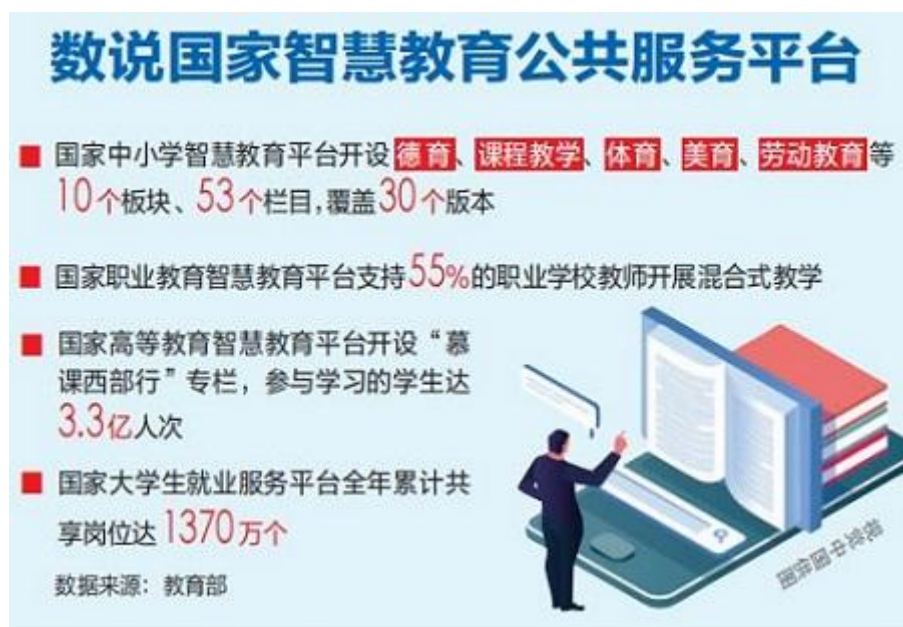 数说国家智慧教育公共服务平台
国家中小学智慧教育平台开设德育、课程教学、体育、美育、劳动教育等
10个板块、53个栏目,覆盖30个版本
国家职业教育智慧教育平台支持55%的职业学校教师开展混合式教学
国家高等教育智慧教育平台开设“慕
课西部行”专栏，参与学习的学生达
3.3亿人次
国家大学生就业服务平台全年累计共
享岗位达1370万个
数据来源：教育部
视觉中国供图